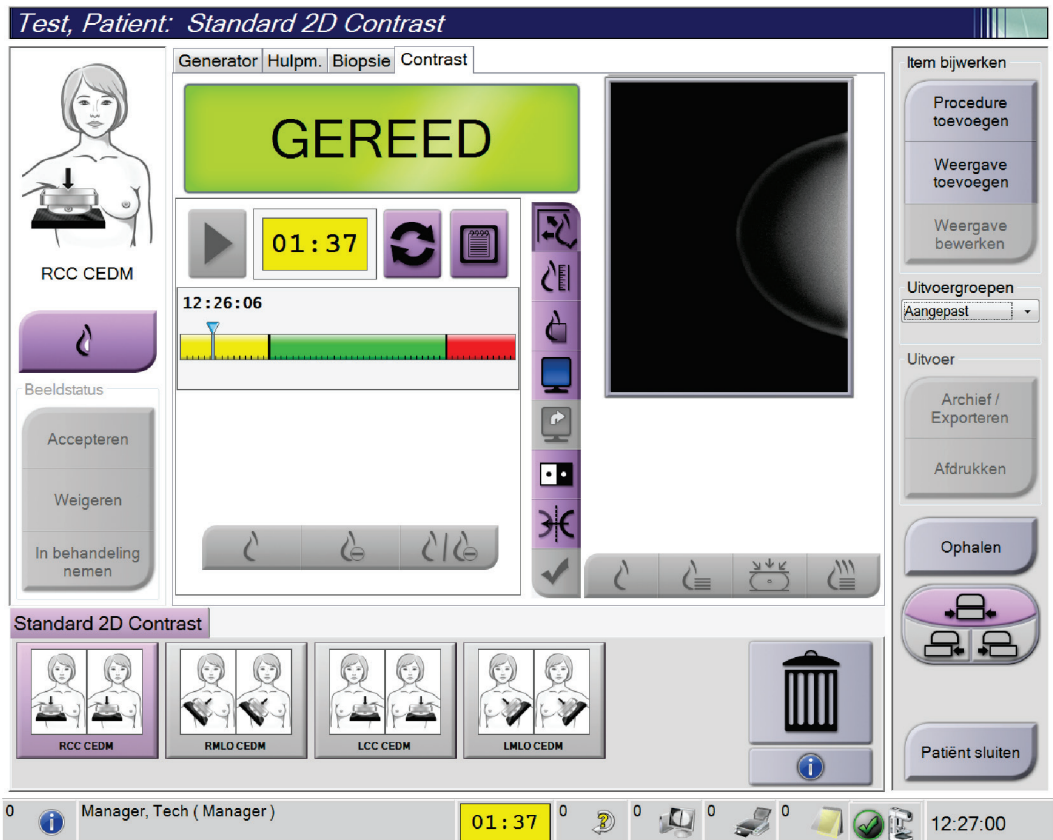 Test, Patient: Standard 2D Contrast
Generator
Hulpm.
Biopsie
Contrast
GEREED
01:37
12:26:06
RCC CEDM
Beeldstatus
Accepteren
Weigeren
In behandeling
nemen
Item bijwerken
Procedure
toevoegen
Weergave
toevoegen
Weergave
bewerken
Uitvoergroepen
Aangepast
Uitvoer
Archief /
Exporteren
Afdrukken
Ophalen
Patiënt sluiten
Standard 2D Contrast
RCC CEDM
RMLO CEDM
LCC CEDM
LMLO CEDM
0
Manager, Tech ( Manager )
01:37
0
0
0
0
12:27:00